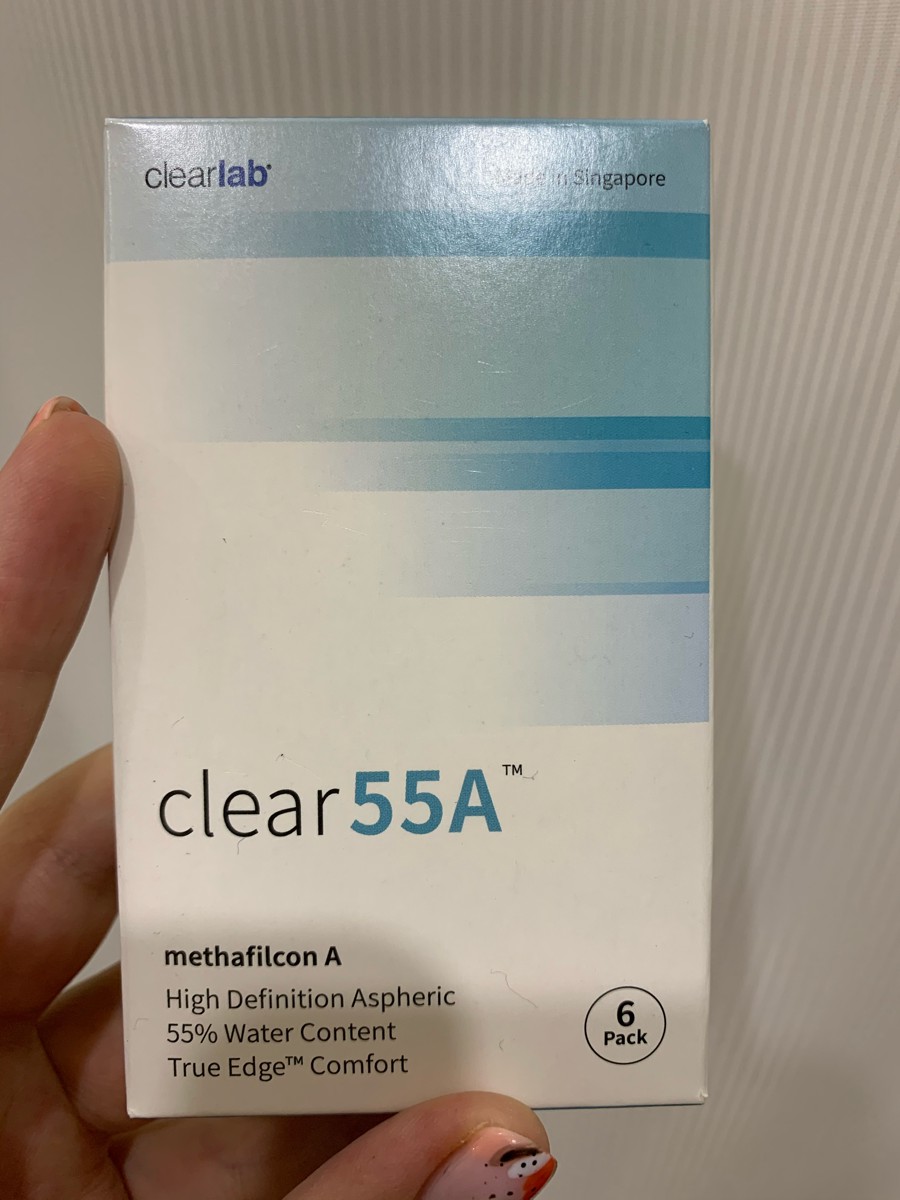 clearlab
Made in Singapore
clear55A™
methafilcon A
High Definition Aspheric
55% Water Content
True Edge™ Comfort
6
Pack